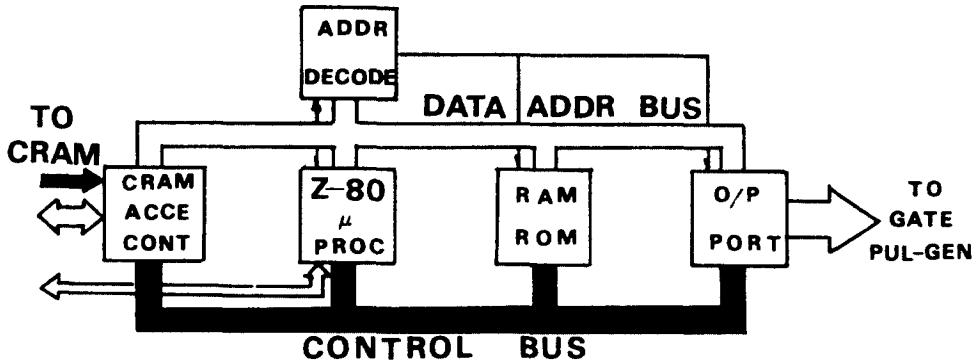 ADDR
DECODE
DATA ADDR BUS
TO
CRAM
CRAM
ACCE
CONT
Z-80
μ
PROC
RAM
ROM
O/P
PORT
TO
GATE
PUL-GEN
CONTROL BUS